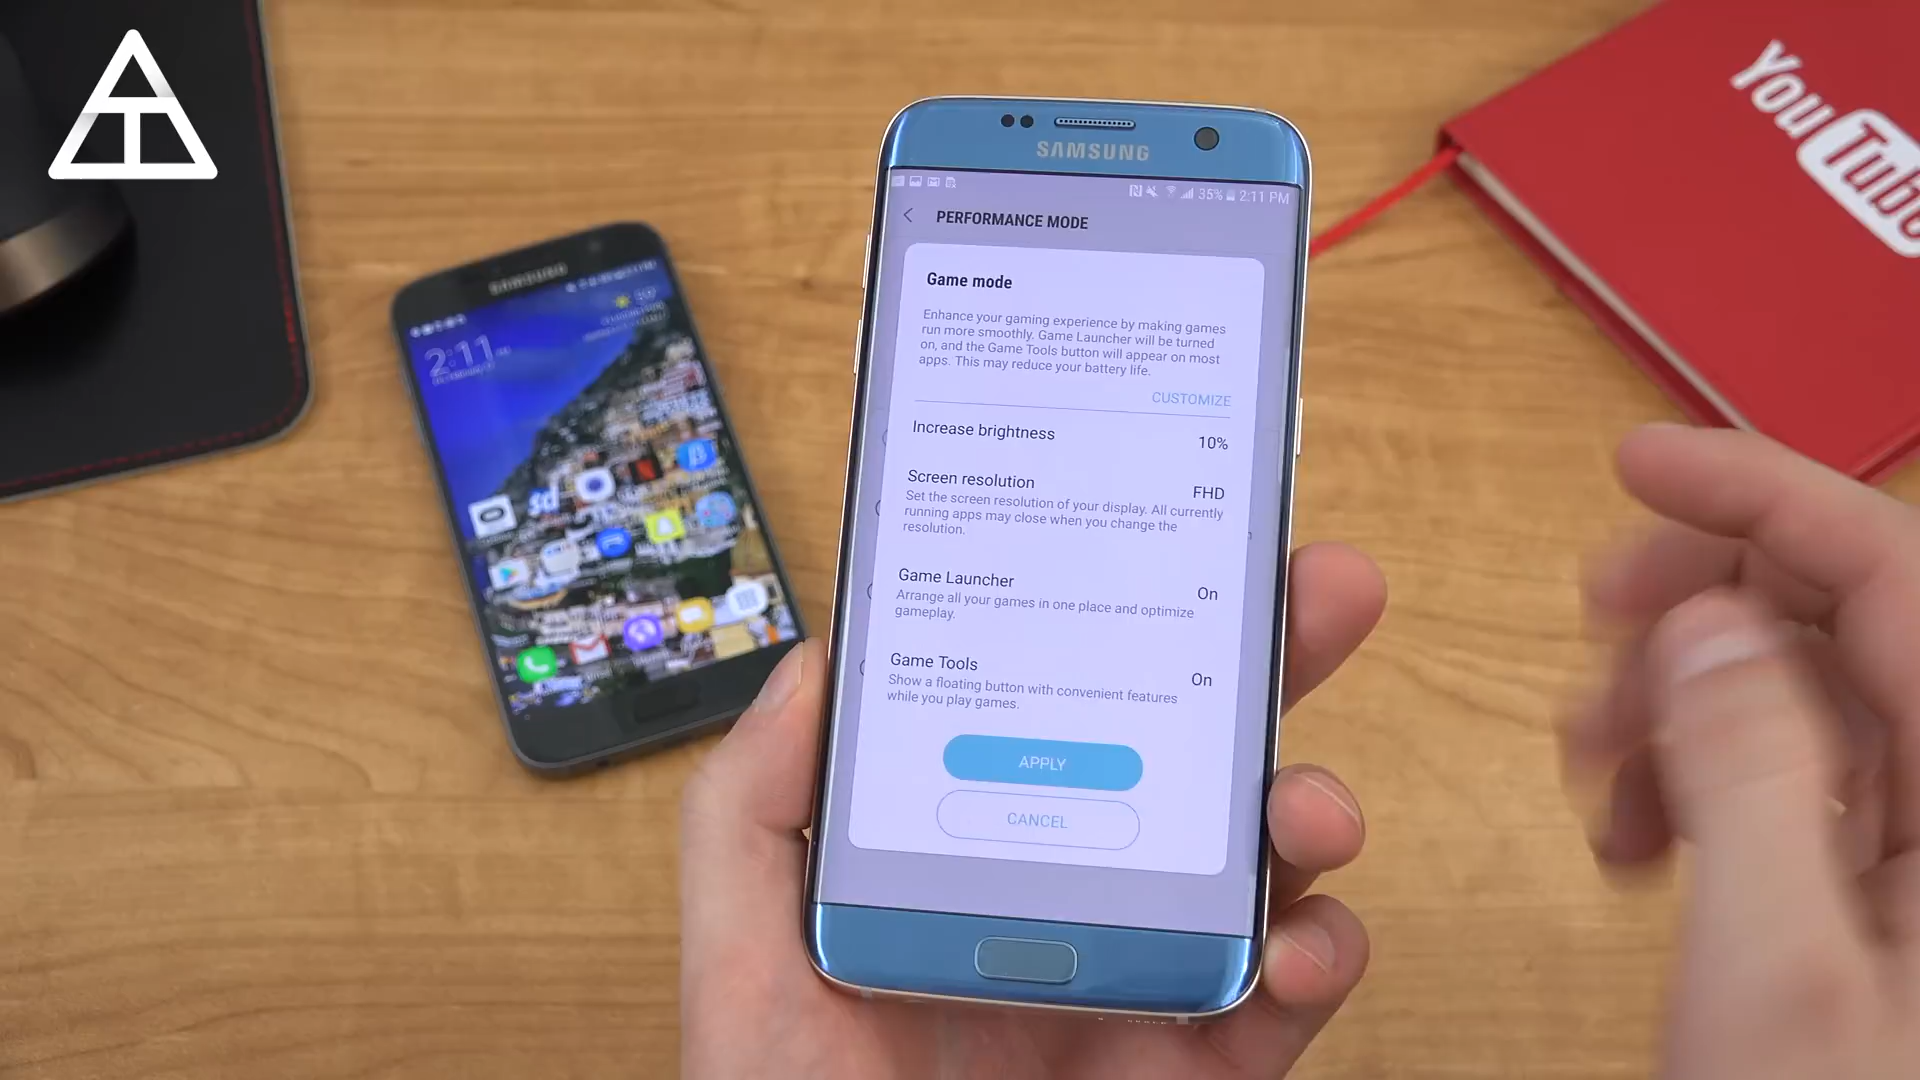 SAMSUNG
35% 2:11 PM
PERFORMANCE MODE
Game mode
Enhance your gaming experience by making games
run more smoothly. Game Launcher will be turned
on, and the Game Tools button will appear on most
apps. This may reduce your battery life.
CUSTOMIZE
Increase brightness
10%
Screen resolution
FHD
Set the screen resolution of your display. All currently
running apps may close when you change the
resolution.
Game Launcher
On
Arrange all your games in one place and optimize
gameplay.
Game Tools
On
Show a floating button with convenient features
while you play games.
APPLY
CANCEL
SAMSUNG
2:11
sd
You
Tube